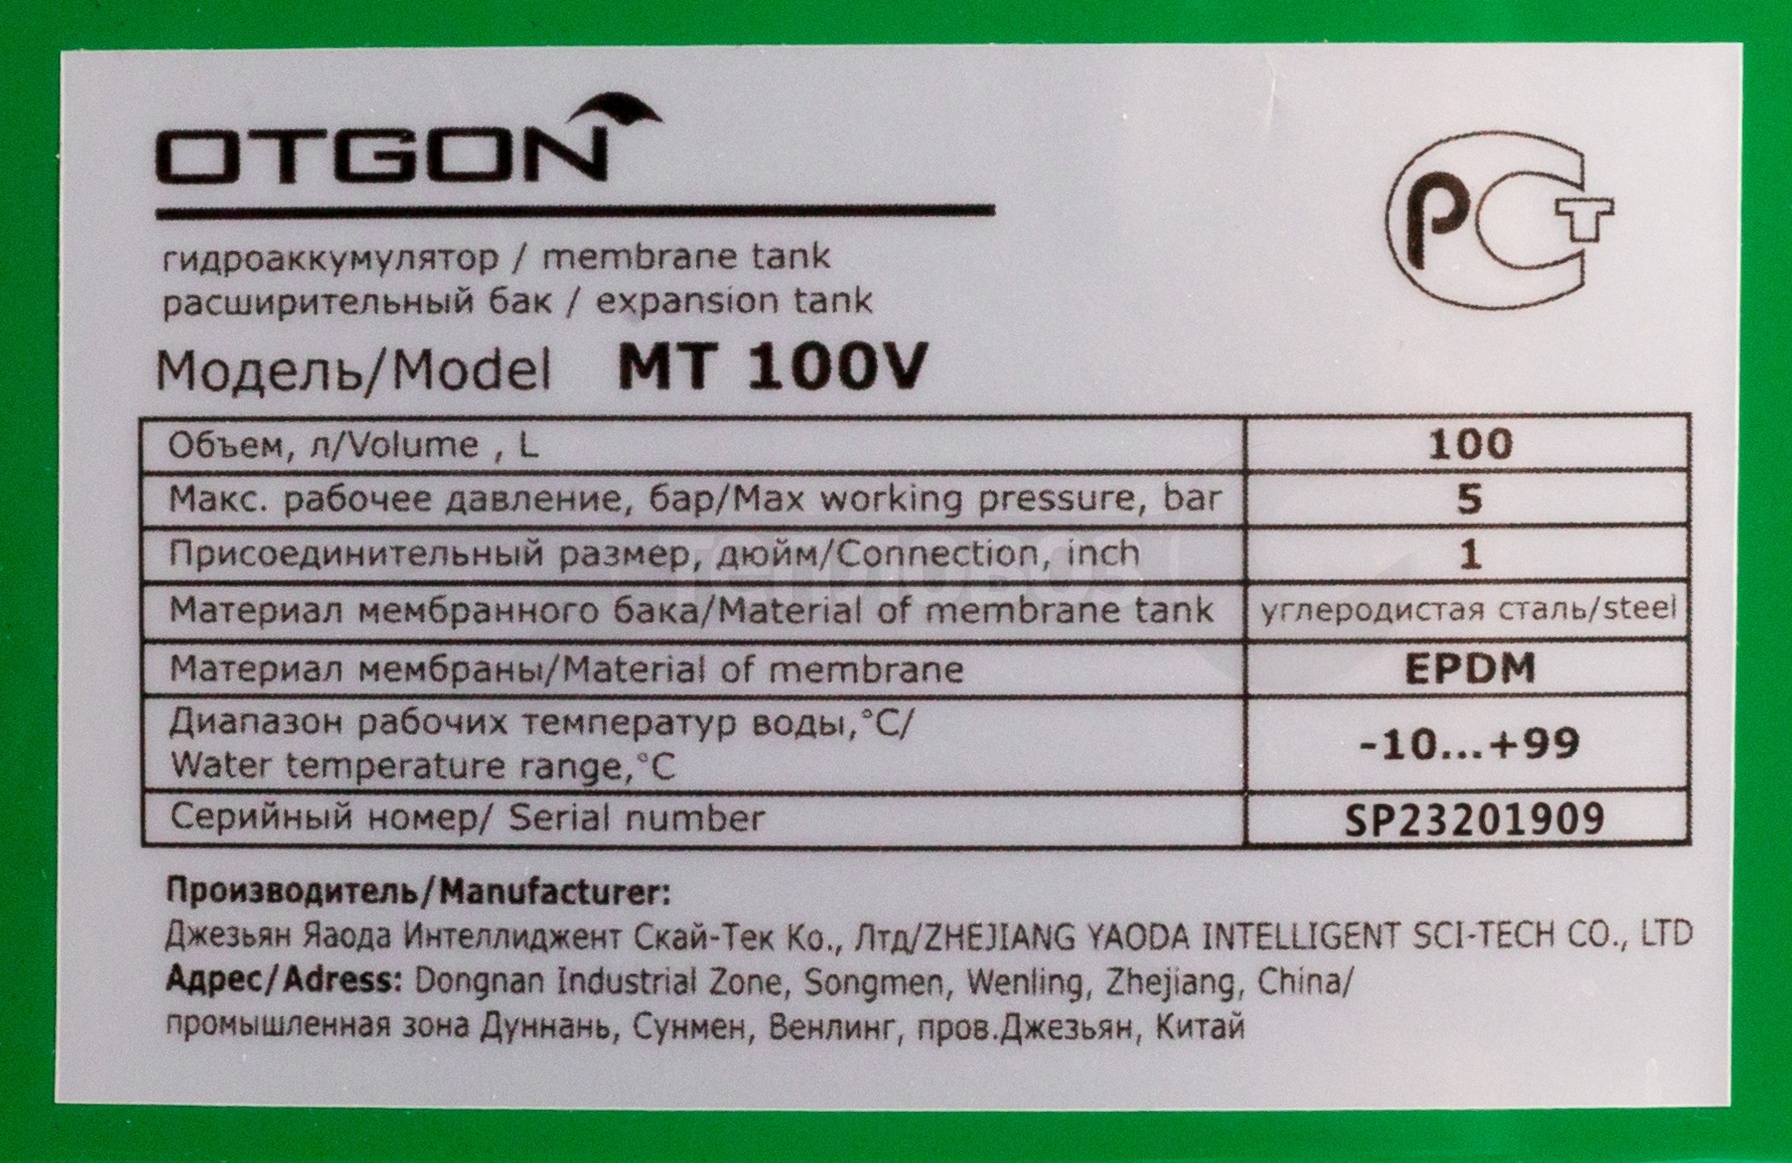 OTGON
гидроаккумулятор / membrane tank
расширительный бак / expansion tank
Модель/Model MT 100V
РСТ
Объем, л/Volume , L 100
Макс. рабочее давление, бар/Max working pressure, bar 5
Присоединительный размер, дюйм/Connection, inch 1
Материал мембранного бака/Material of membrane tank углеродистая сталь/steel
Материал мембраны/Material of membrane EPDM
Диапазон рабочих температур воды,°C/
Water temperature range,°C -10...+99
Серийный номер/ Serial number SP23201909
Производитель/Manufacturer:
Джезьян Яаода Интеллиджент Скай-Тек Ко., Лтд/ZHEJIANG YAODA INTELLIGENT SCI-TECH CO., LTD
Адрес/Adress: Dongnan Industrial Zone, Songmen, Wenling, Zhejiang, China/
промышленная зона Дуннань, Сунмен, Венлинг, пров.Джезьян, Китай